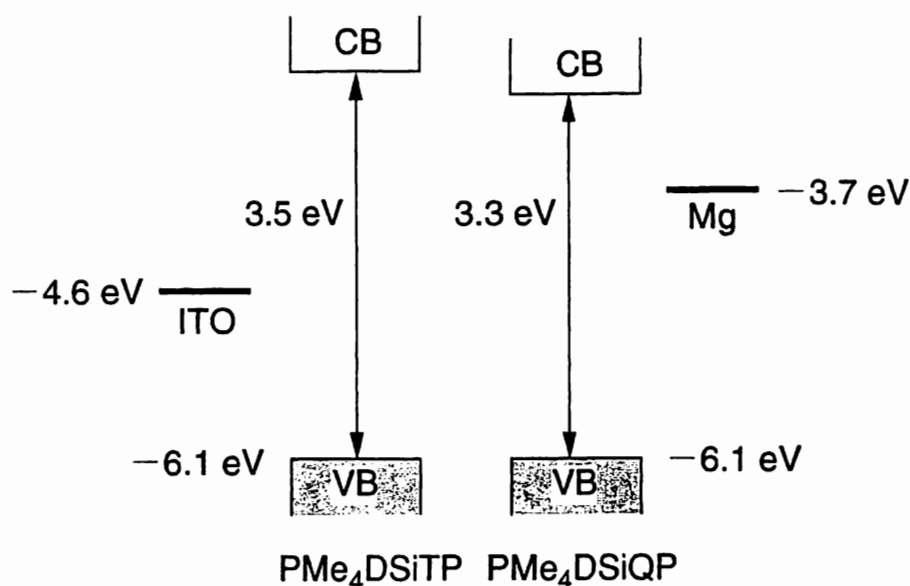 CB
CB
3.5 eV
3.3 eV
−3.7 eV
Mg
−4.6 eV
ITO
−6.1 eV
VB
VB
−6.1 eV
PMe₄DSiTP
PMe₄DSiQP